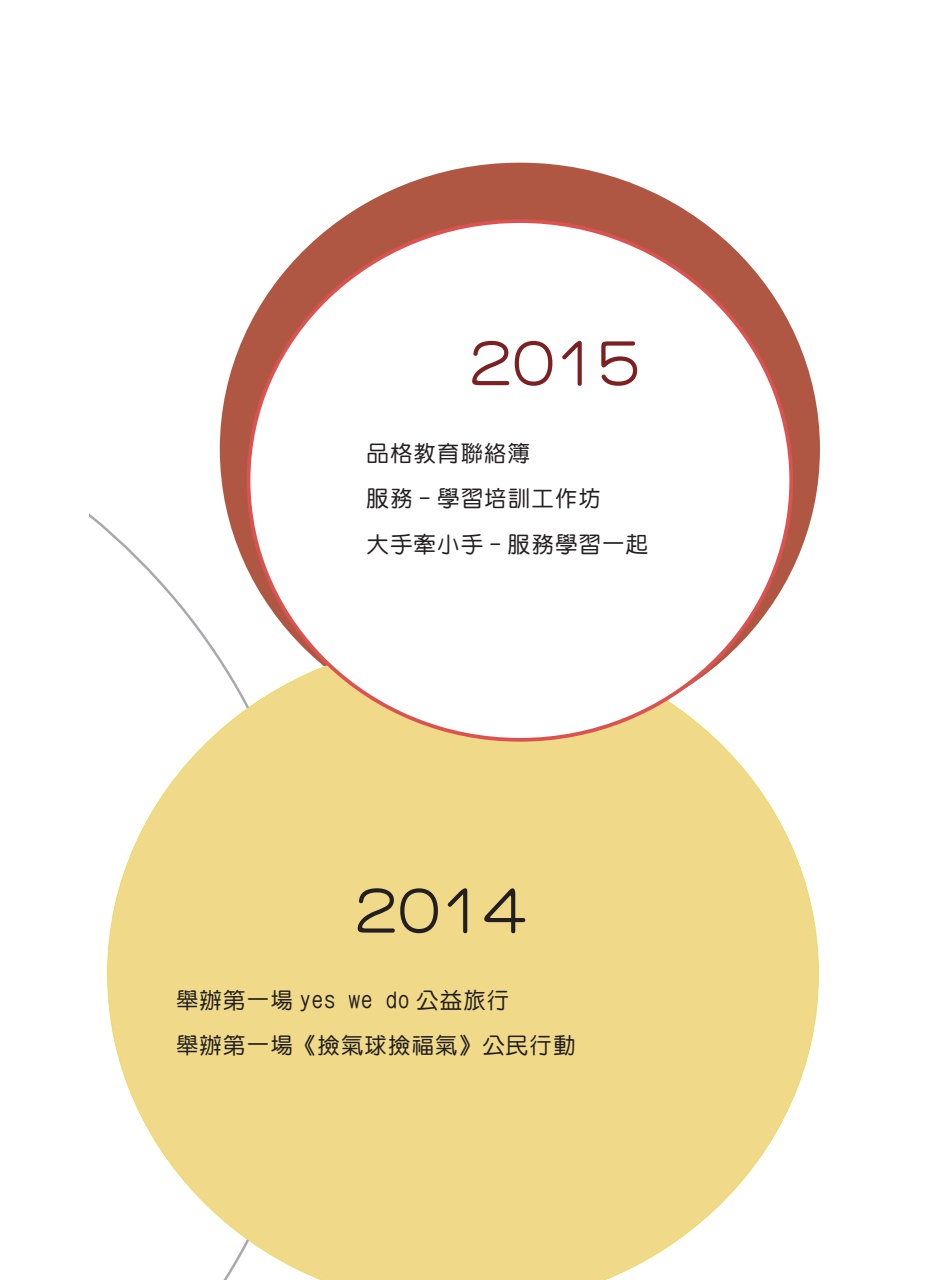 2015
品格教育聯絡簿
服務－學習培訓工作坊
大手牽小手－服務學習一起
2014
舉辦第一場 yes we do 公益旅行
舉辦第一場《撿氣球撿福氣》公民行動